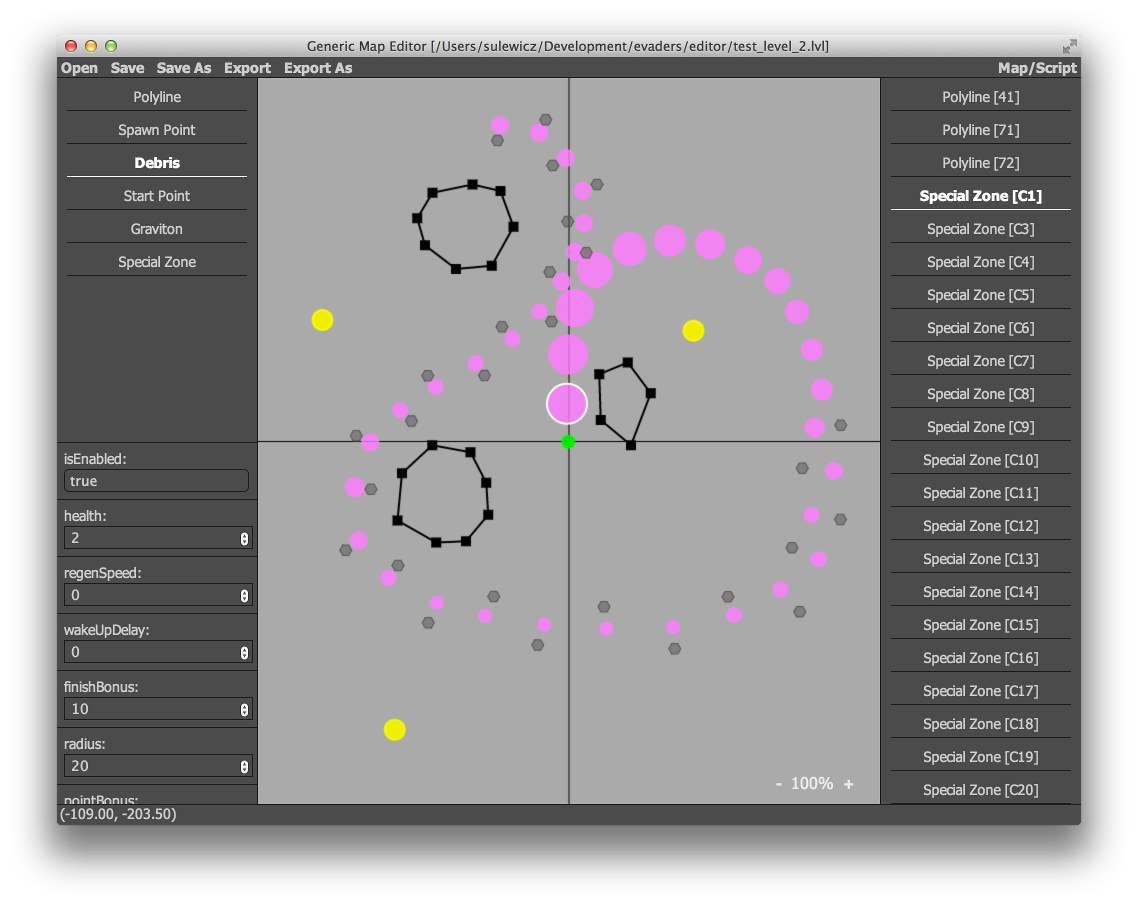 Generic Map Editor [/Users/sulewicz/Development/evaders/editor/test_level_2.lvl]
Open Save Save As Export Export As Map/Script
Polyline
Spawn Point
Debris
Start Point
Graviton
Special Zone
isEnabled:
true
health:
2
regenSpeed:
0
wakeUpDelay:
0
finishBonus:
10
radius:
20
pointBonus:
- 100% +
Polyline [41]
Polyline [71]
Polyline [72]
Special Zone [C1]
Special Zone [C3]
Special Zone [C4]
Special Zone [C5]
Special Zone [C6]
Special Zone [C7]
Special Zone [C8]
Special Zone [C9]
Special Zone [C10]
Special Zone [C11]
Special Zone [C12]
Special Zone [C13]
Special Zone [C14]
Special Zone [C15]
Special Zone [C16]
Special Zone [C17]
Special Zone [C18]
Special Zone [C19]
Special Zone [C20]
(-109.00, -203.50)